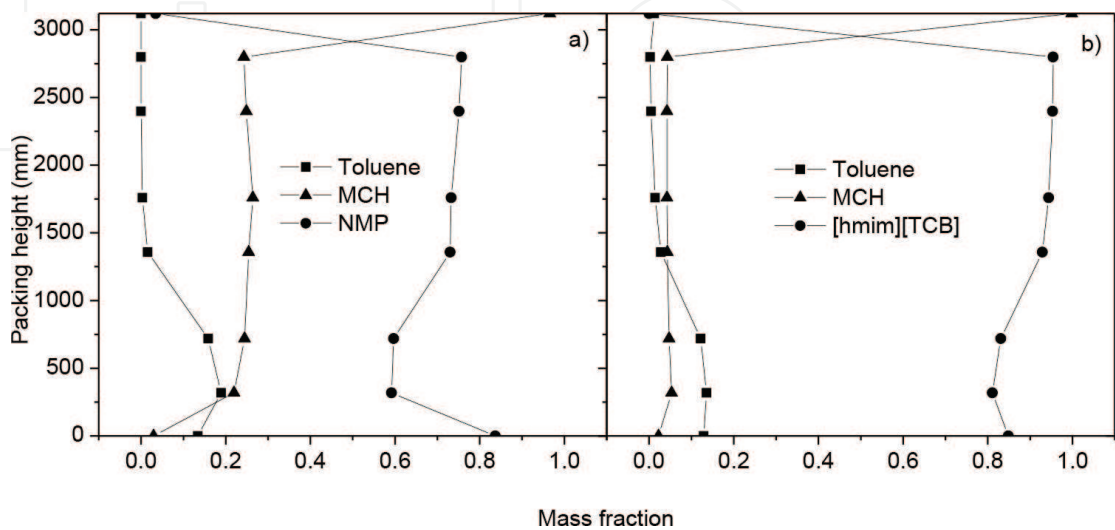 3000
2500
2000
1500
1000
500
0
Packing height (mm)
a)
Toluene
MCH
NMP
0.0 0.2 0.4 0.6 0.8 1.0
b)
Toluene
MCH
[hmim][TCB]
0.0 0.2 0.4 0.6 0.8 1.0
Mass fraction